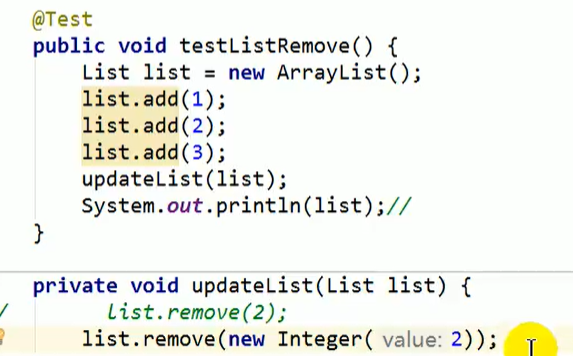 @Test
public void testListRemove() {
List list = new ArrayList();
list.add(1);
list.add(2);
list.add(3);
updateList(list);
System.out.println(list);//
}
private void updateList(List list) {
/ list.remove(2);
list.remove(new Integer( value: 2));